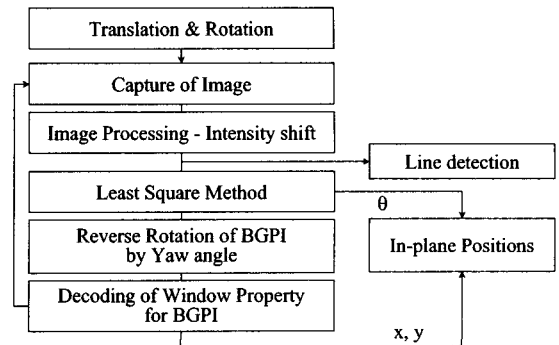 Translation & Rotation
Capture of Image
Image Processing - Intensity shift
Line detection
Least Square Method
θ
Reverse Rotation of BGPI
by Yaw angle
In-plane Positions
Decoding of Window Property
for BGPI
x, y